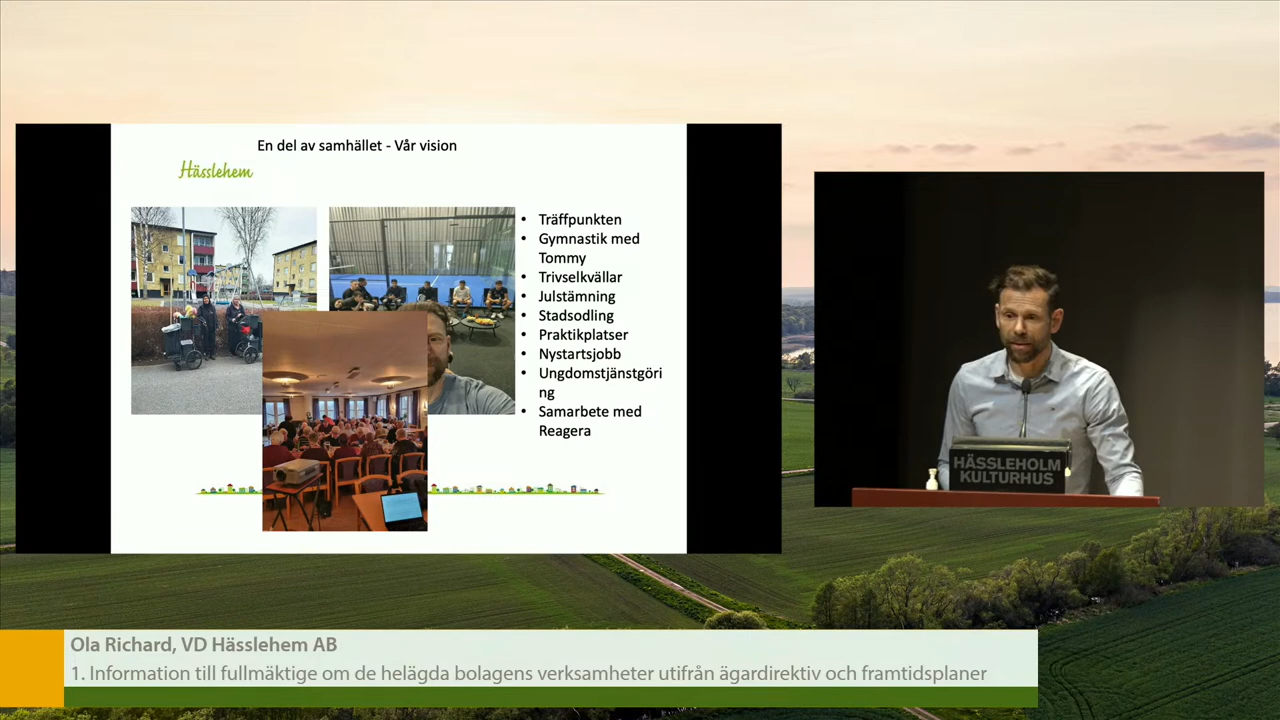 En del av samhället - Vår vision
Hässlehem
• Träffpunkten
• Gymnastik med
Tommy
• Trivselkvällar
• Julstämning
• Stadsodling
• Praktikplatser
• Nystartsjobb
• Ungdomstjänstgöri
ng
• Samarbete med
Reagera
HÄSSLEHOLM
KULTURHUS
Ola Richard, VD Hässlehem AB
1. Information till fullmäktige om de helägda bolagens verksamheter utifrån ägardirektiv och framtidsplaner